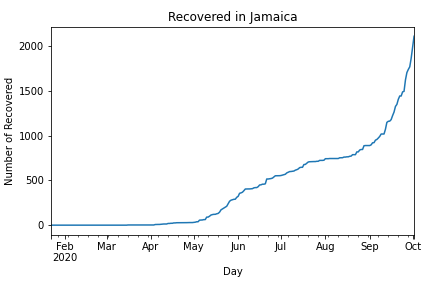 Recovered in Jamaica
Number of Recovered
2000
1500
1000
500
0
Feb Mar Apr May Jun Jul Aug Sep Oct
2020
Day